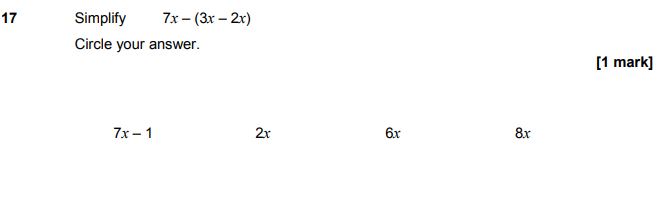 17 Simplify 7x – (3x – 2x)
Circle your answer.
[1 mark]
7x – 1 2x 6x 8x